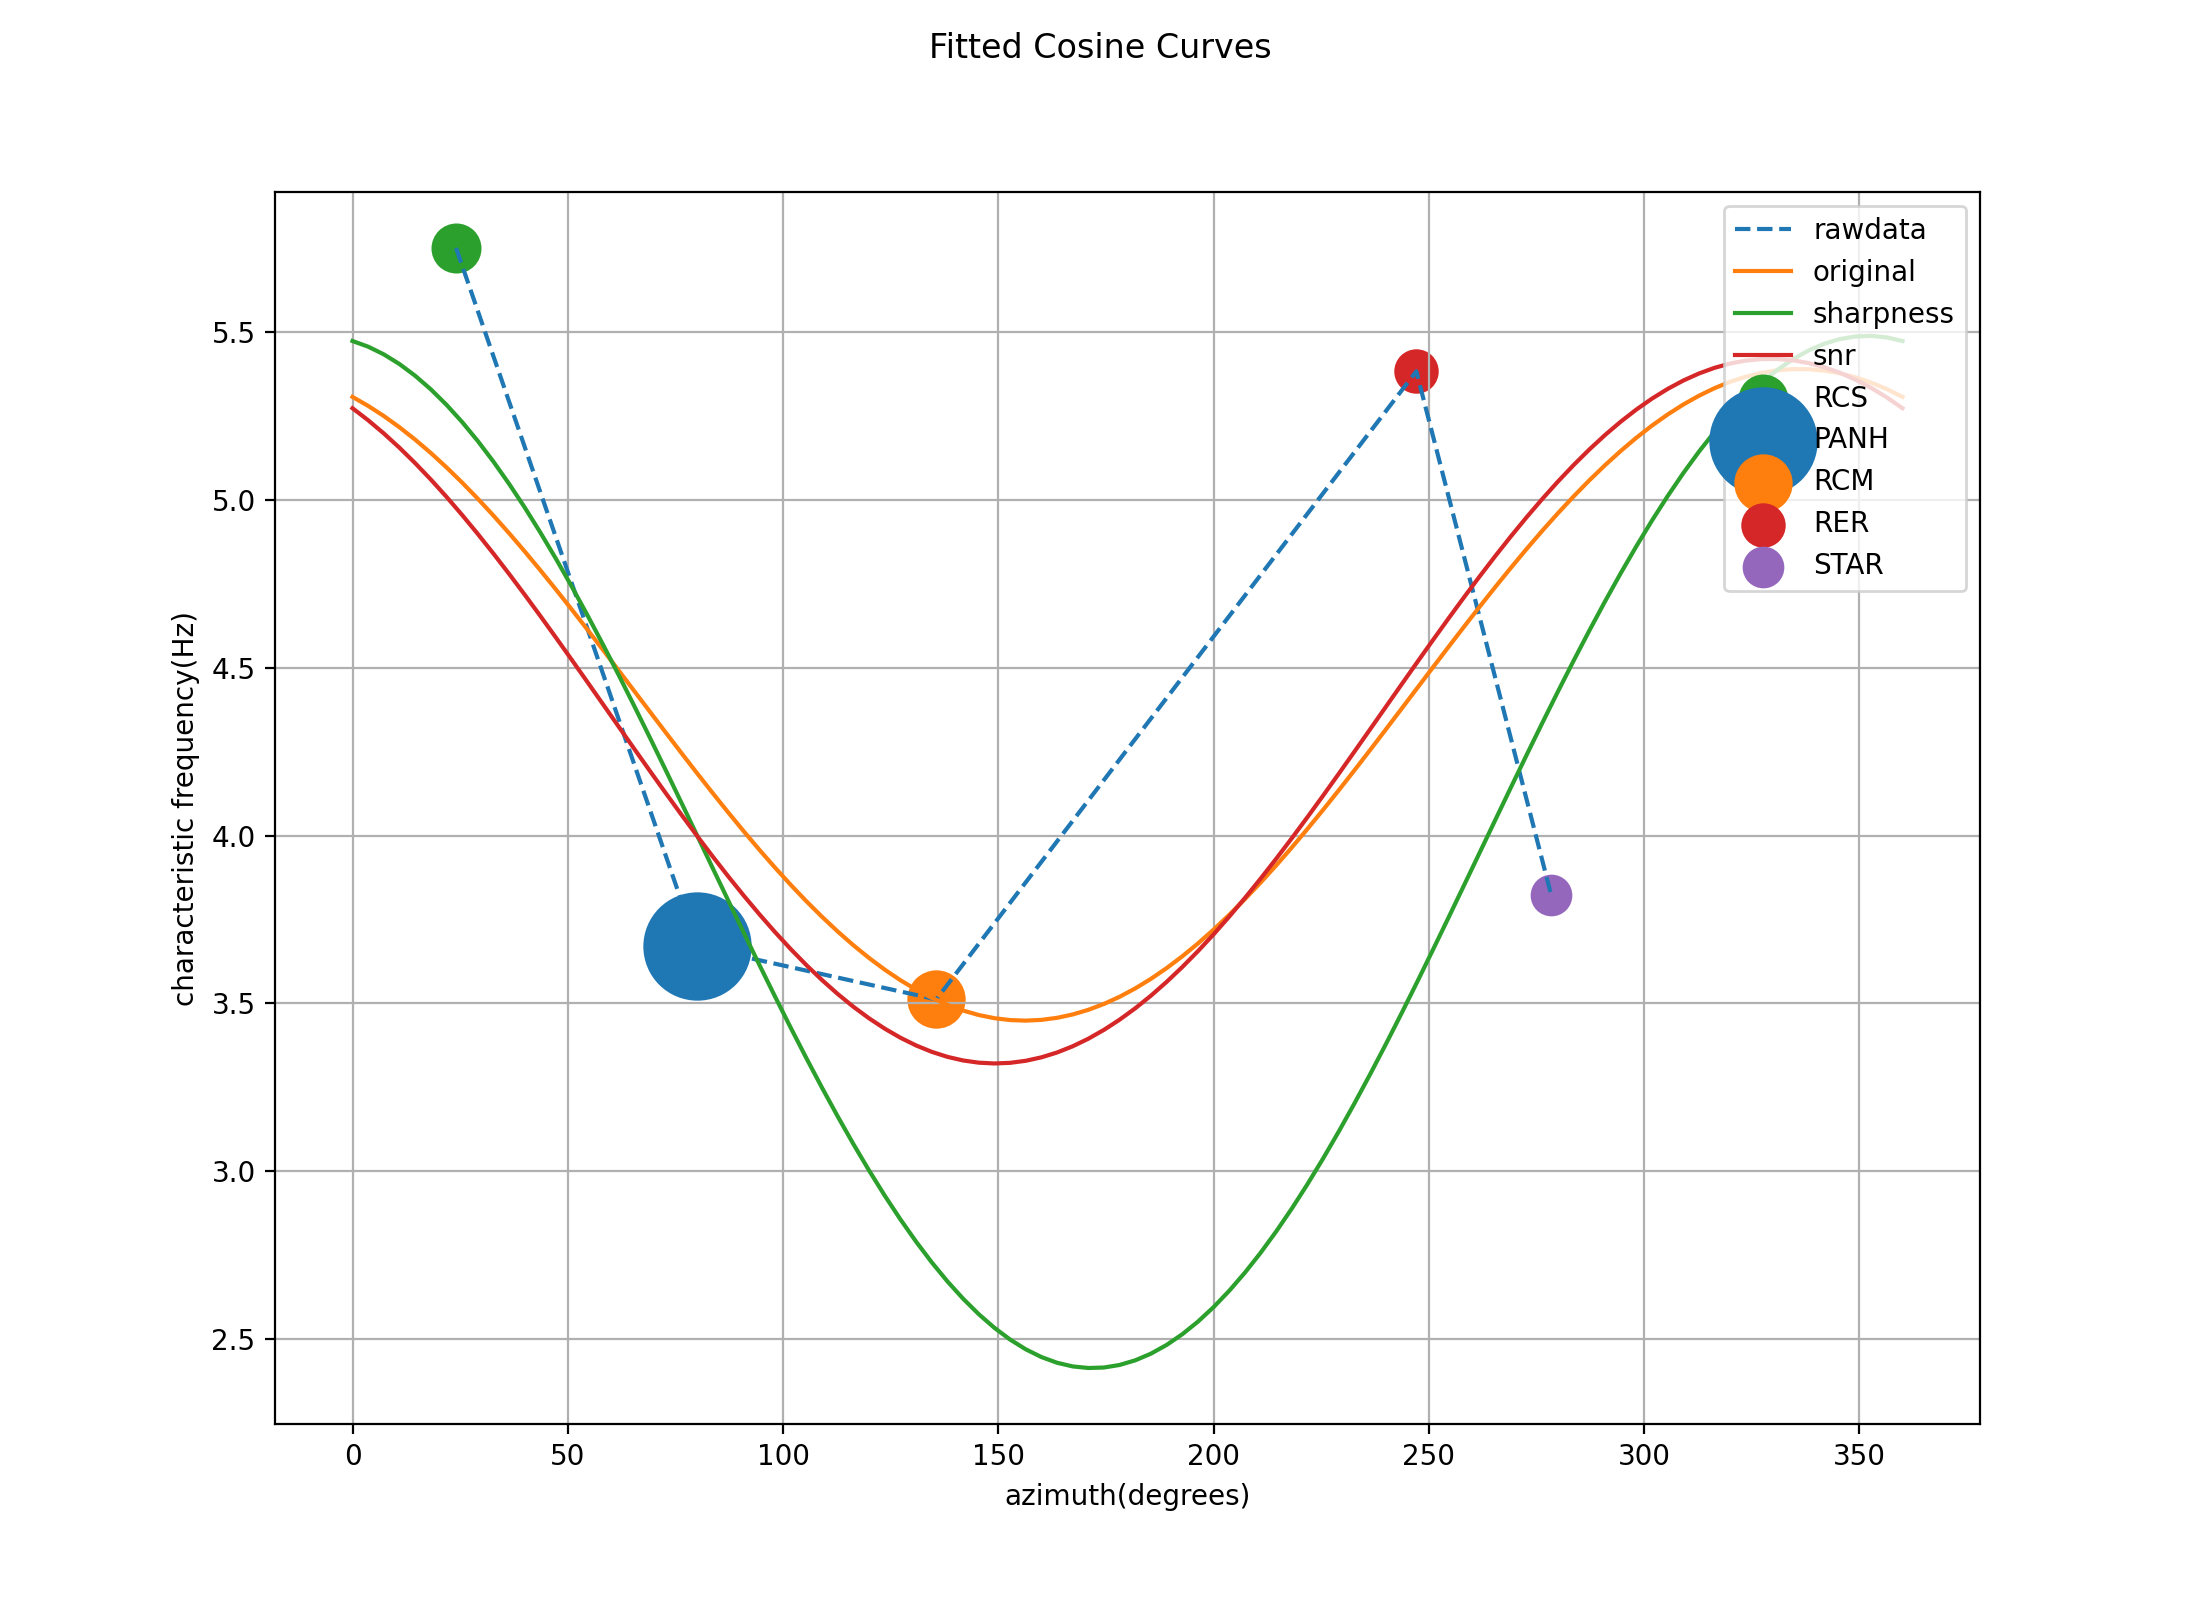 Fitted Cosine Curves
rawdata
original
sharpness
snr
RCS
PANH
RCM
RER
STAR
5.5
5.0
4.5
4.0
3.5
3.0
2.5
characteristic frequency(Hz)
0 50 100 150 200 250 300 350
azimuth(degrees)